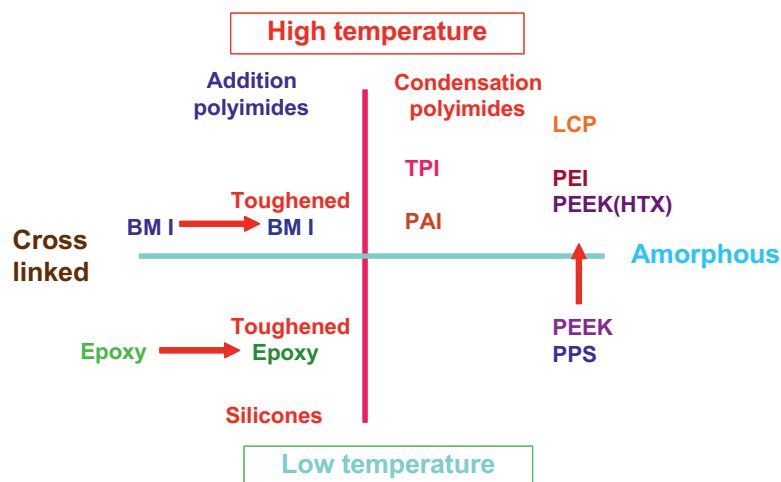 High temperature
Addition
polyimides
Condensation
polyimides
LCP
TPI
PEI
PEEK(HTX)
Toughened
BM I
BM I
PAI
Cross
linked
Amorphous
Toughened
Epoxy
Epoxy
PEEK
PPS
Silicones
Low temperature